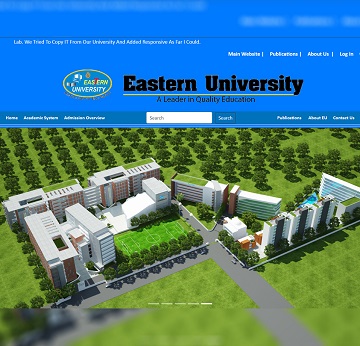 Lab. We Tried To Copy IT From Our University And Added Responsive As Far I Could.
Main Website | Publications | About Us | Log In
EASTERN
UNIVERSITY
Eastern University
A Leader in Quality Education
Home Academic System Admission Overview Search Search Publications About EU Contact Us